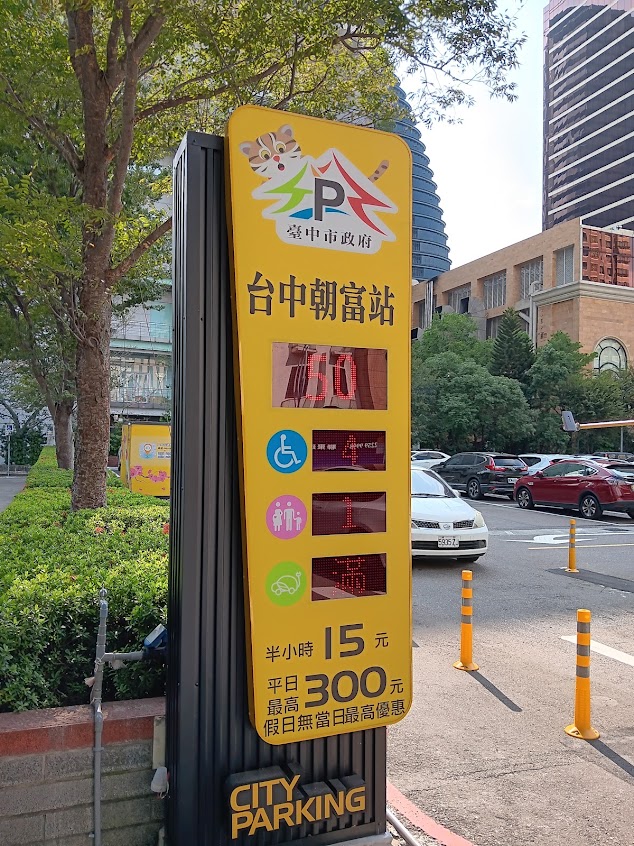 P
臺中市政府
台中朝富站
50
4
1
滿
半小時 15 元
平日
最高 300 元
假日無當日最高優惠
CITY
PARKING